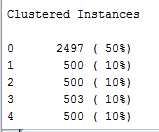 Clustered Instances
0 2497 ( 50%)
1 500 ( 10%)
2 500 ( 10%)
3 503 ( 10%)
4 500 ( 10%)